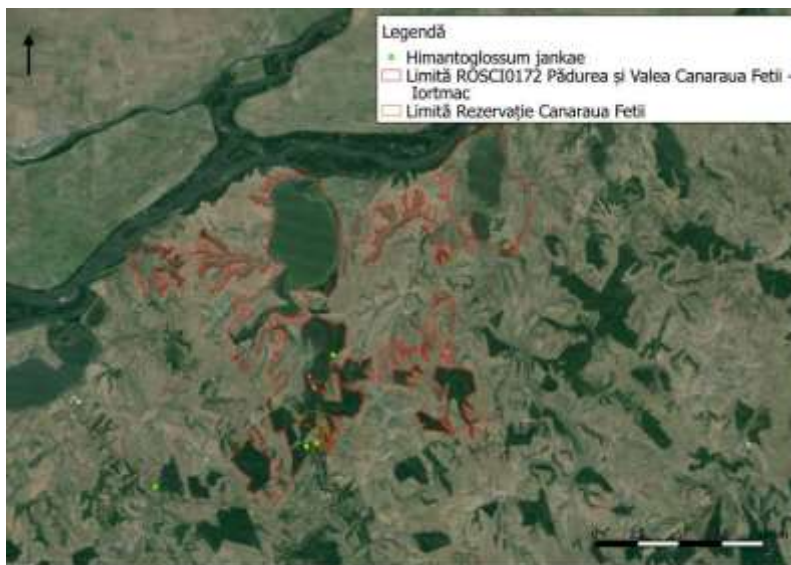 Legendă
Himantoglossum jankae
Limită ROSCI0172 Pădurea și Valea Canaraua Fetii -
Iortmac
Limită Rezervație Canaraua Fetii